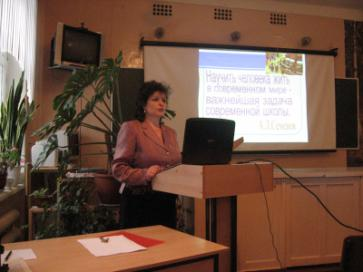 Научить человека жить
в современном мире -
важнейшая задача
современной школы.